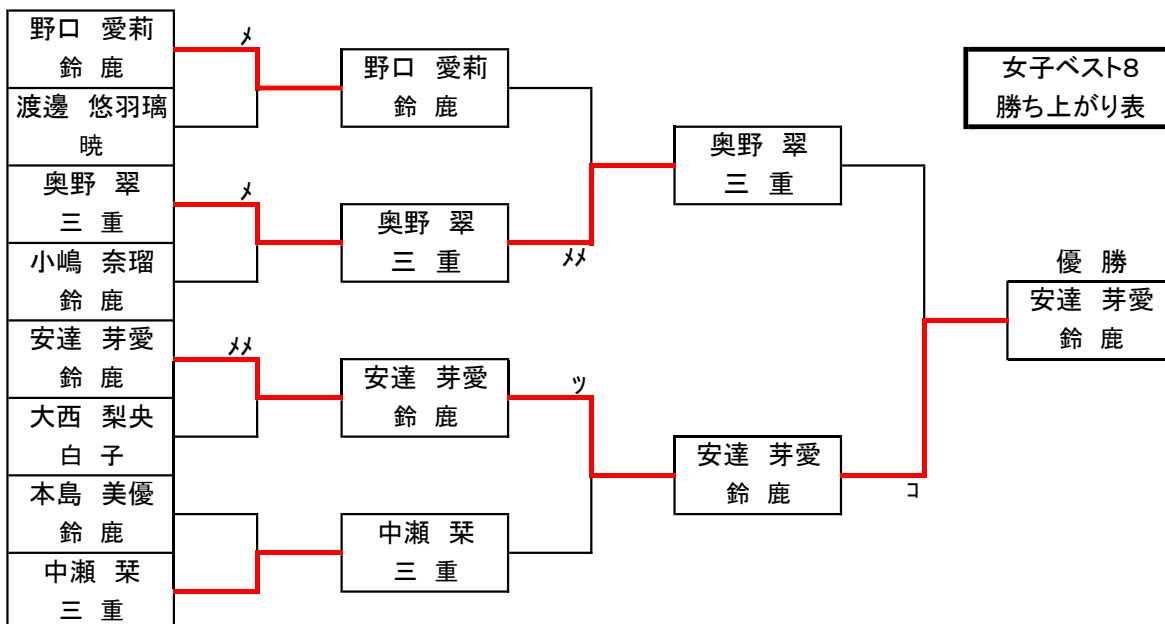 野口 愛莉
鈴 鹿
渡邊 悠羽璃
暁
奥野 翠
三 重
小嶋 奈瑠
鈴 鹿
安達 芽愛
鈴 鹿
大西 梨央
白 子
本島 美優
鈴 鹿
中瀬 栞
三 重
ﾒ
ﾒ
ﾒﾒ
野口 愛莉
鈴 鹿
奥野 翠
三 重
安達 芽愛
鈴 鹿
中瀬 栞
三 重
ﾒﾒ
ﾂ
奥野 翠
三 重
安達 芽愛
鈴 鹿
ｺ
女子ベスト8
勝ち上がり表
優 勝
安達 芽愛
鈴 鹿